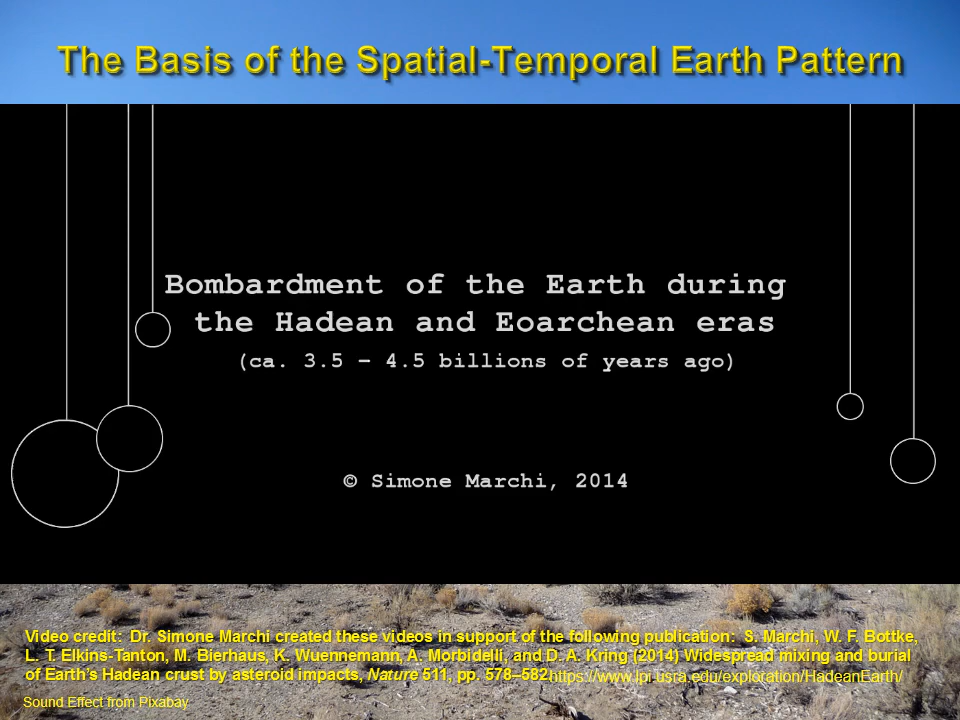 The Basis of the Spatial-Temporal Earth Pattern
Bombardment of the Earth during
the Hadean and Eoarchean eras
(ca. 3.5 – 4.5 billions of years ago)
© Simone Marchi, 2014
Video credit: Dr. Simone Marchi created these videos in support of the following publication: S. Marchi, W. F. Bottke,
L. T. Elkins-Tanton, M. Bierhaus, K. Wuennemann, A. Morbidelli, and D. A. Kring (2014) Widespread mixing and burial
of Earth's Hadean crust by asteroid impacts, Nature 511, pp. 578–582. https://www.lpi.usra.edu/exploration/HadeanEarth/
Sound Effect from Pixabay